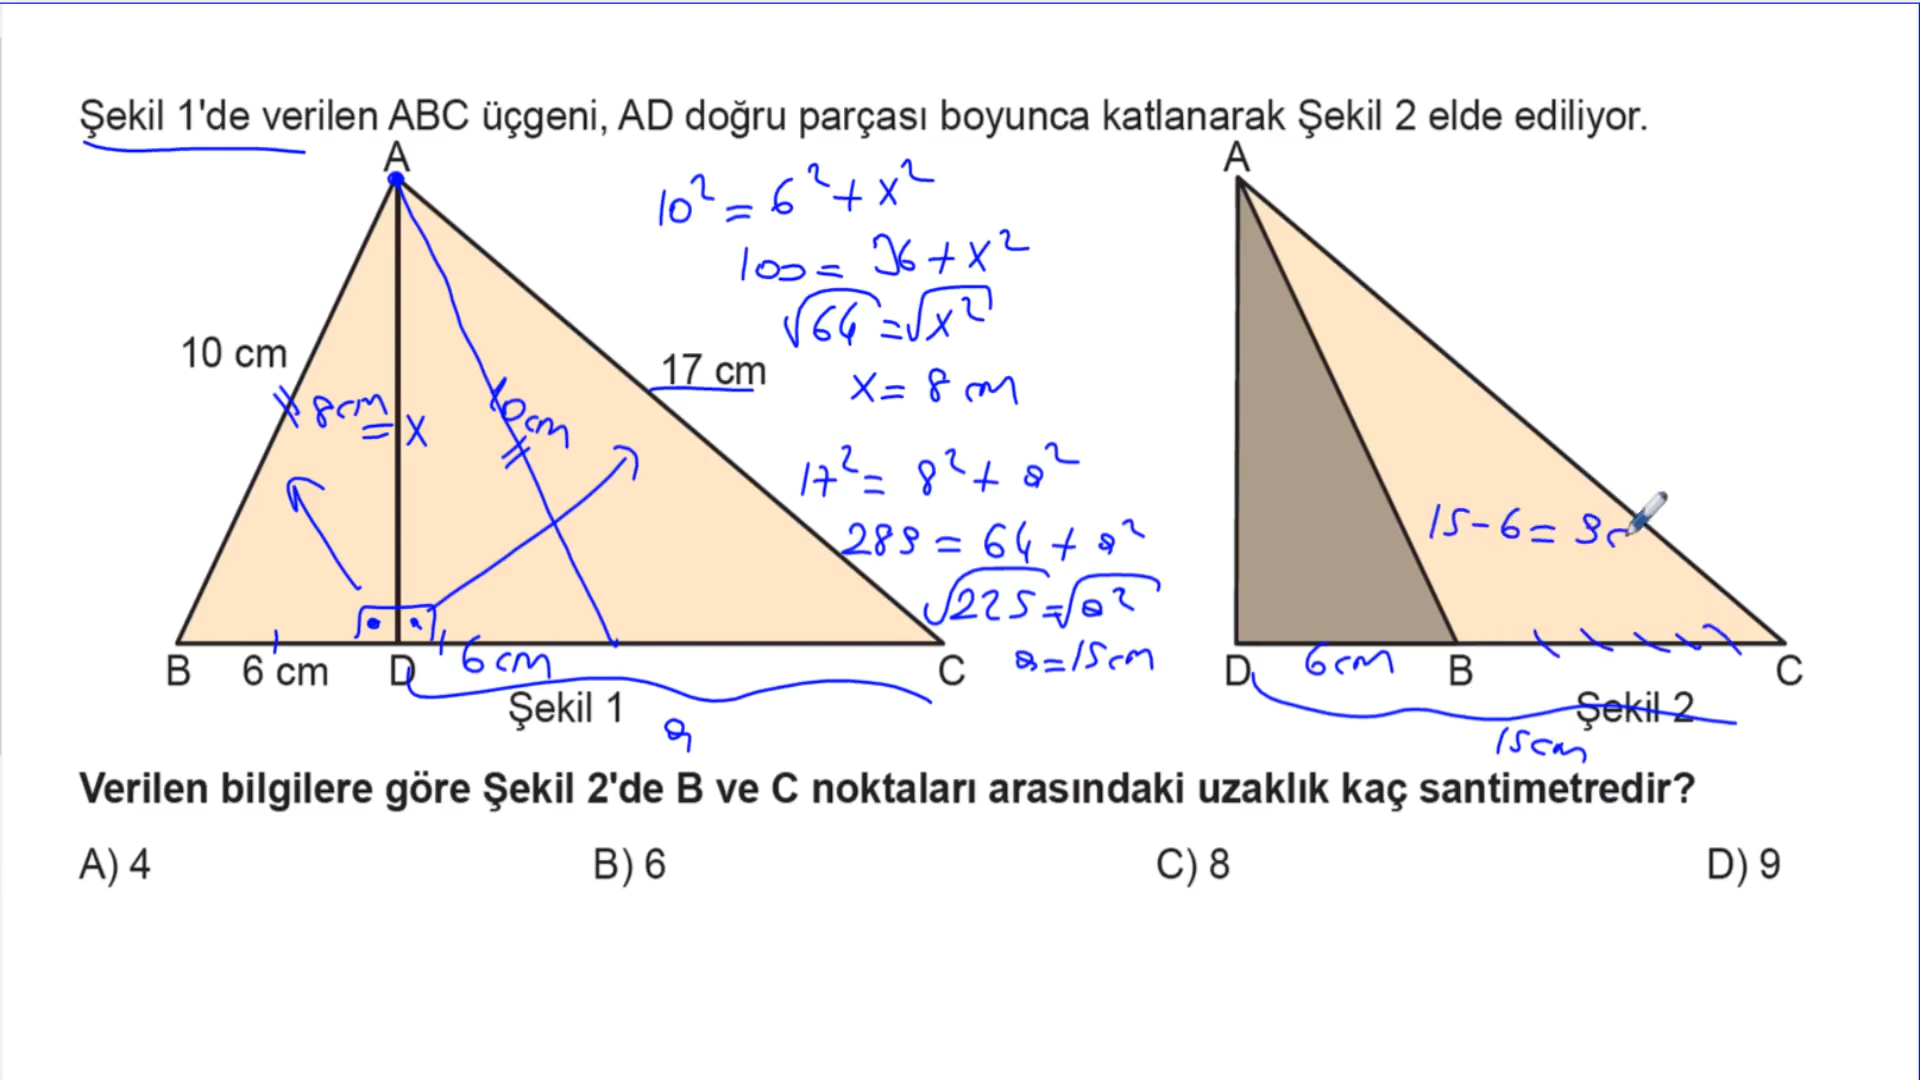 Şekil 1'de verilen ABC üçgeni, AD doğru parçası boyunca katlanarak Şekil 2 elde ediliyor.
A
A
10² = 6² + x²
100 = 36 + x²
√64 = √x²
x = 8 cm
10 cm
17 cm
8cm
= x
10cm
17² = 8² + a²
289 = 64 + a²
√225 = √a²
a = 15cm
15 - 6 = 9c
B
6 cm
D
6cm
C
D
6cm
B
C
Şekil 1
a
Şekil 2
15cm
Verilen bilgilere göre Şekil 2'de B ve C noktaları arasındaki uzaklık kaç santimetredir?
A) 4
B) 6
C) 8
D) 9